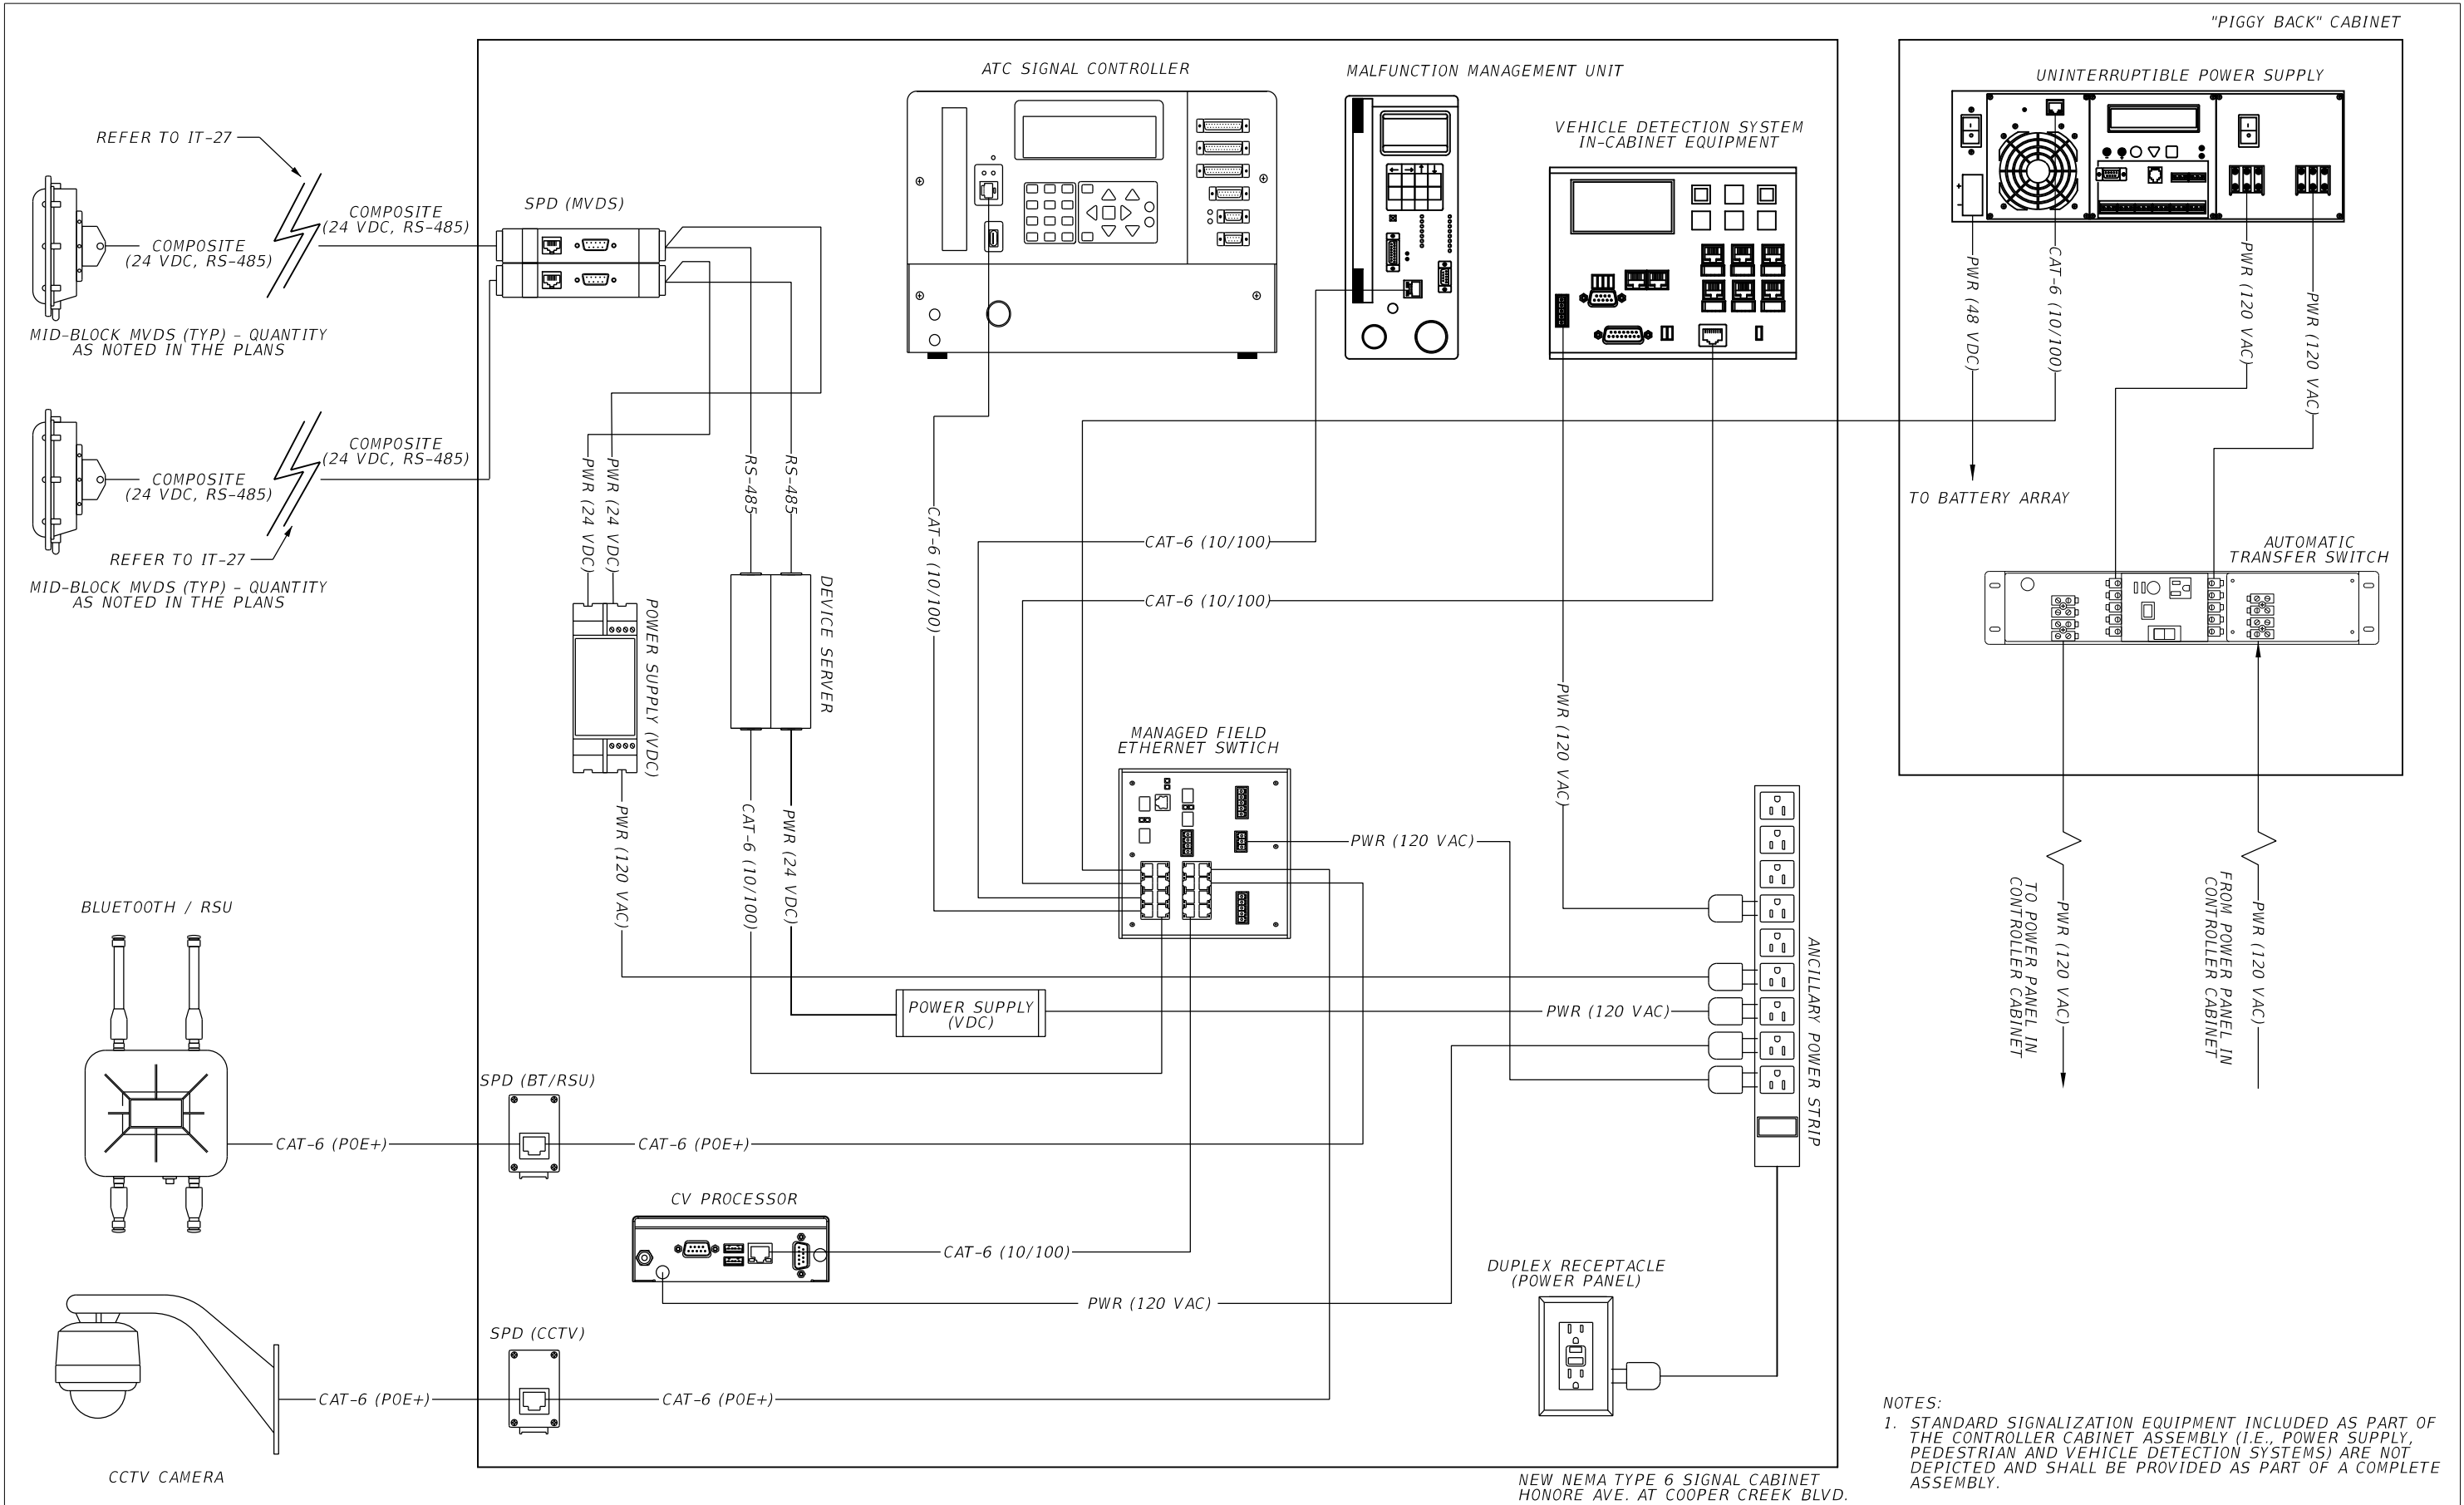 "PIGGY BACK" CABINET
ATC SIGNAL CONTROLLER
MALFUNCTION MANAGEMENT UNIT
UNINTERRUPTIBLE POWER SUPPLY
VEHICLE DETECTION SYSTEM
IN-CABINET EQUIPMENT
REFER TO IT-27
SPD (MVDS)
COMPOSITE
(24 VDC, RS-485)
COMPOSITE
(24 VDC, RS-485)
MID-BLOCK MVDS (TYP) - QUANTITY
AS NOTED IN THE PLANS
PWR (48 VDC)
CAT-6 (10/100)
PWR (120 VAC)
PWR (120 VAC)
COMPOSITE
(24 VDC, RS-485)
COMPOSITE
(24 VDC, RS-485)
REFER TO IT-27
MID-BLOCK MVDS (TYP) - QUANTITY
AS NOTED IN THE PLANS
PWR (24 VDC)
PWR (24 VDC)
RS-485
RS-485
CAT-6 (10/100)
CAT-6 (10/100)
CAT-6 (10/100)
TO BATTERY ARRAY
AUTOMATIC
TRANSFER SWITCH
POWER SUPPLY (VDC)
DEVICE SERVER
MANAGED FIELD
ETHERNET SWTICH
PWR (120 VAC)
PWR (120 VAC)
PWR (120 VAC)
CAT-6 (10/100)
PWR (24 VDC)
BLUETOOTH / RSU
POWER SUPPLY
(VDC)
PWR (120 VAC)
ANCILLARY POWER STRIP
TO POWER PANEL IN
CONTROLLER CABINET
PWR (120 VAC)
FROM POWER PANEL IN
CONTROLLER CABINET
PWR (120 VAC)
SPD (BT/RSU)
CAT-6 (POE+)
CAT-6 (POE+)
CV PROCESSOR
CAT-6 (10/100)
PWR (120 VAC)
DUPLEX RECEPTACLE
(POWER PANEL)
SPD (CCTV)
CAT-6 (POE+)
CAT-6 (POE+)
CCTV CAMERA
NEW NEMA TYPE 6 SIGNAL CABINET
HONORE AVE. AT COOPER CREEK BLVD.
NOTES:
1. STANDARD SIGNALIZATION EQUIPMENT INCLUDED AS PART OF
THE CONTROLLER CABINET ASSEMBLY (I.E., POWER SUPPLY,
PEDESTRIAN AND VEHICLE DETECTION SYSTEMS) ARE NOT
DEPICTED AND SHALL BE PROVIDED AS PART OF A COMPLETE
ASSEMBLY.